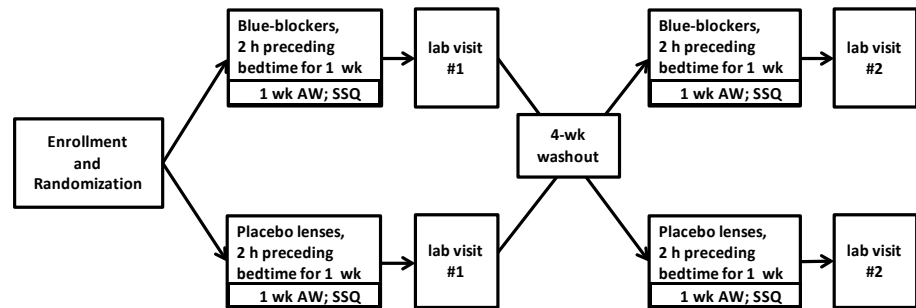 Enrollment
and
Randomization
Blue-blockers,
2 h preceding
bedtime for 1 wk
1 wk AW; SSQ
lab visit
#1
Placebo lenses,
2 h preceding
bedtime for 1 wk
1 wk AW; SSQ
lab visit
#1
4-wk
washout
Blue-blockers,
2 h preceding
bedtime for 1 wk
1 wk AW; SSQ
lab visit
#2
Placebo lenses,
2 h preceding
bedtime for 1 wk
1 wk AW; SSQ
lab visit
#2